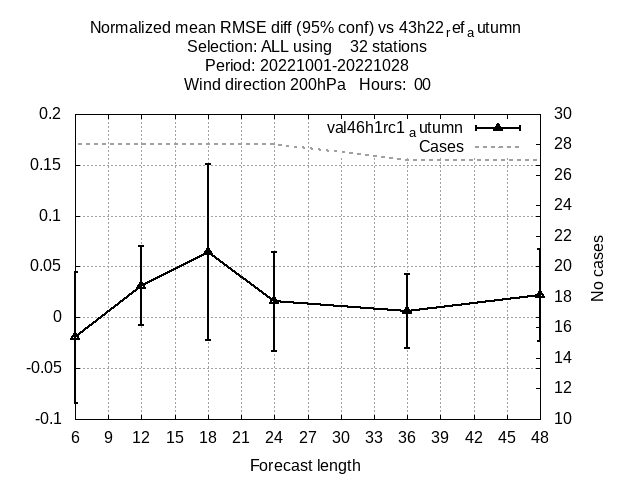 Normalized mean RMSE diff (95% conf) vs 43h22refautumn
Selection: ALL using 32 stations
Period: 20221001-20221028
Wind direction 200hPa Hours: 00
0.2
0.15
0.1
0.05
0
-0.05
-0.1
val46h1rc1autumn
Cases
30
28
26
24
22
20
18
16
14
12
10
No cases
6 9 12 15 18 21 24 27 30 33 36 39 42 45 48
Forecast length